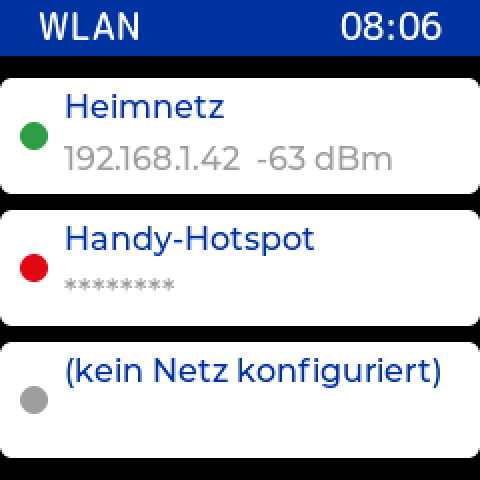 WLAN 08:06
Heimnetz
192.168.1.42 -63 dBm
Handy-Hotspot
********
(kein Netz konfiguriert)